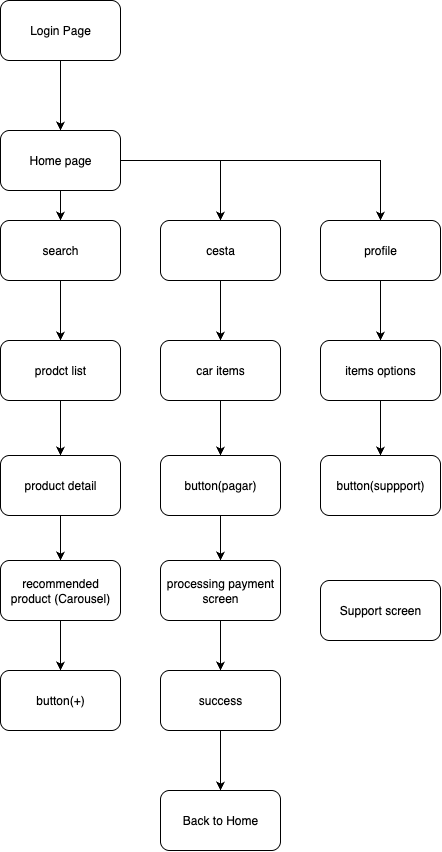 Login Page
Home page
search
cesta
profile
prodct list
car items
items options
product detail
button(pagar)
button(suppport)
recommended
product (Carousel)
processing payment
screen
Support screen
button(+)
success
Back to Home